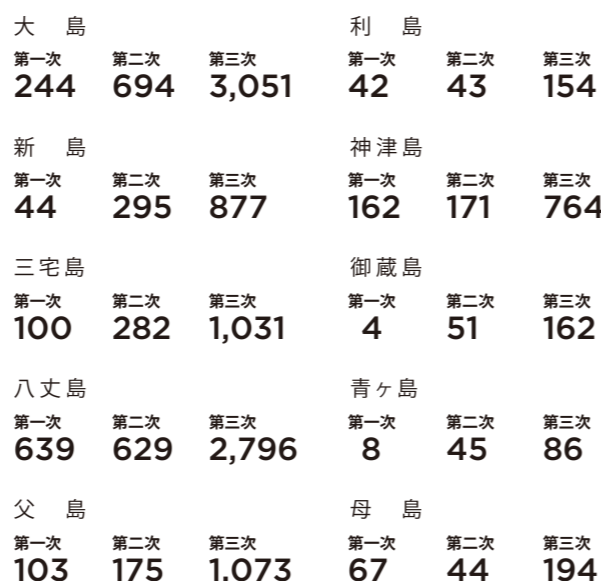 大　島
第一次 第二次 第三次
244 694 3,051
利　島
第一次 第二次 第三次
42 43 154
新　島
第一次 第二次 第三次
44 295 877
神津島
第一次 第二次 第三次
162 171 764
三宅島
第一次 第二次 第三次
100 282 1,031
御蔵島
第一次 第二次 第三次
4 51 162
八丈島
第一次 第二次 第三次
639 629 2,796
青ヶ島
第一次 第二次 第三次
8 45 86
父　島
第一次 第二次 第三次
103 175 1,073
母　島
第一次 第二次 第三次
67 44 194